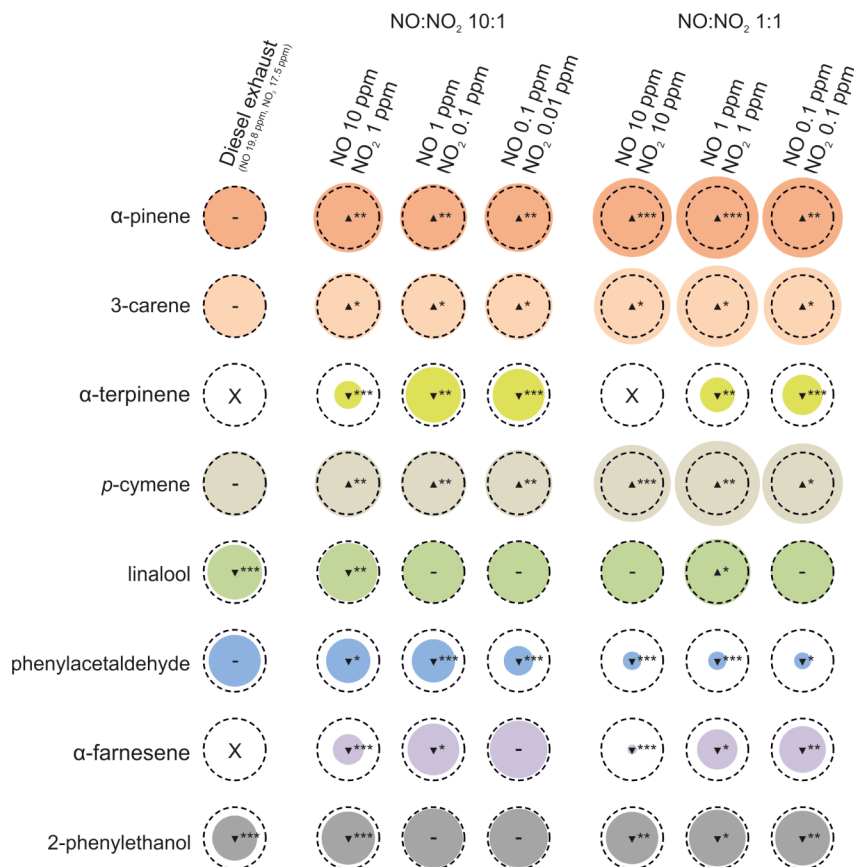 NO:NO₂ 10:1
NO:NO₂ 1:1
Diesel exhaust
(NO 19.8 ppm, NO₂ 17.5 ppm)
NO 10 ppm
NO₂ 1 ppm
NO 1 ppm
NO₂ 0.1 ppm
NO 0.1 ppm
NO₂ 0.01 ppm
NO 10 ppm
NO₂ 10 ppm
NO 1 ppm
NO₂ 1 ppm
NO 0.1 ppm
NO₂ 0.1 ppm
α-pinene - ▲** ▲** ▲** ▲*** ▲*** ▲**
3-carene - ▲* ▲* ▲* ▲* ▲* ▲*
α-terpinene X ▼*** ▼** ▼*** X ▼** ▼***
p-cymene - ▲** ▲** ▲** ▲*** ▲** ▲*
linalool ▼*** ▼** - - - ▲* -
phenylacetaldehyde - ▼* ▼*** ▼*** ▼*** ▼*** ▼*
α-farnesene X ▼*** ▼* - ▼*** ▼* ▼**
2-phenylethanol ▼*** ▼*** - - ▼** ▼* ▼**